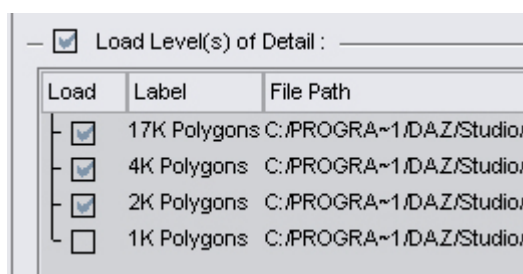 Load Level(s) of Detail :
Load Label File Path
17K Polygons C:/PROGRA~1/DAZ/Studio/
4K Polygons C:/PROGRA~1/DAZ/Studio/
2K Polygons C:/PROGRA~1/DAZ/Studio/
1K Polygons C:/PROGRA~1/DAZ/Studio/